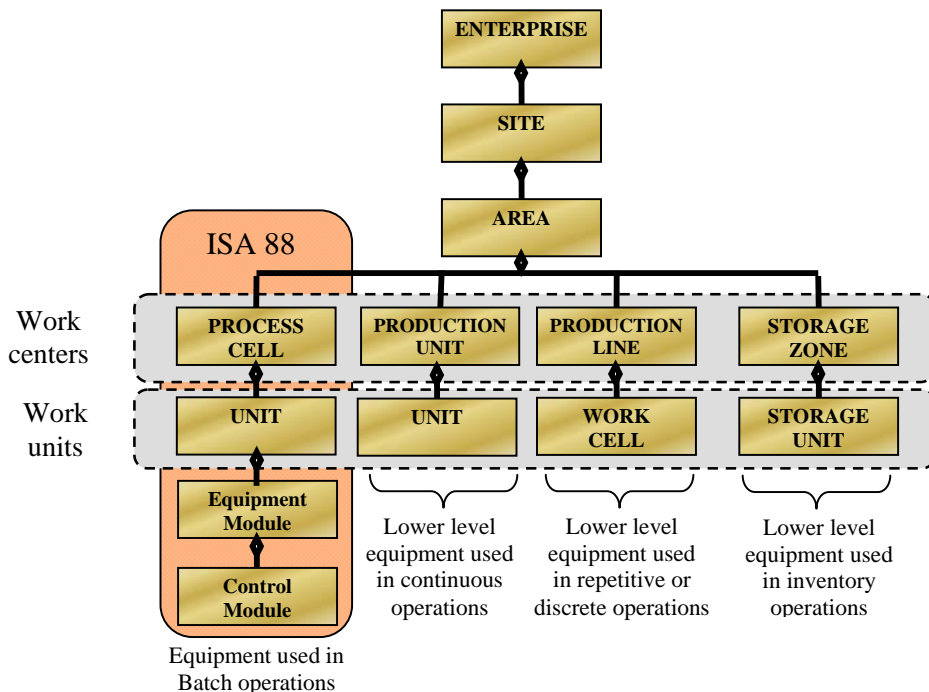 ENTERPRISE
SITE
AREA
ISA 88
Work
centers
PROCESS
CELL
PRODUCTION
UNIT
PRODUCTION
LINE
STORAGE
ZONE
Work
units
UNIT
UNIT
WORK
CELL
STORAGE
UNIT
Equipment
Module
Control
Module
Equipment used in
Batch operations
Lower level
equipment used
in continuous
operations
Lower level
equipment used
in repetitive or
discrete operations
Lower level
equipment used
in inventory
operations